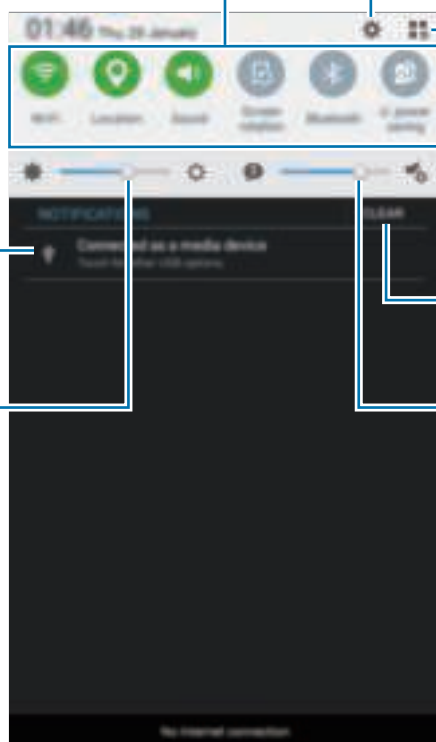 01:46 Thu, 29 January
Wi-Fi Location Sound Screen rotation Bluetooth U. power saving
NOTIFICATIONS CLEAR
Connected as a media device
Touch for other USB options.
No Internet connection